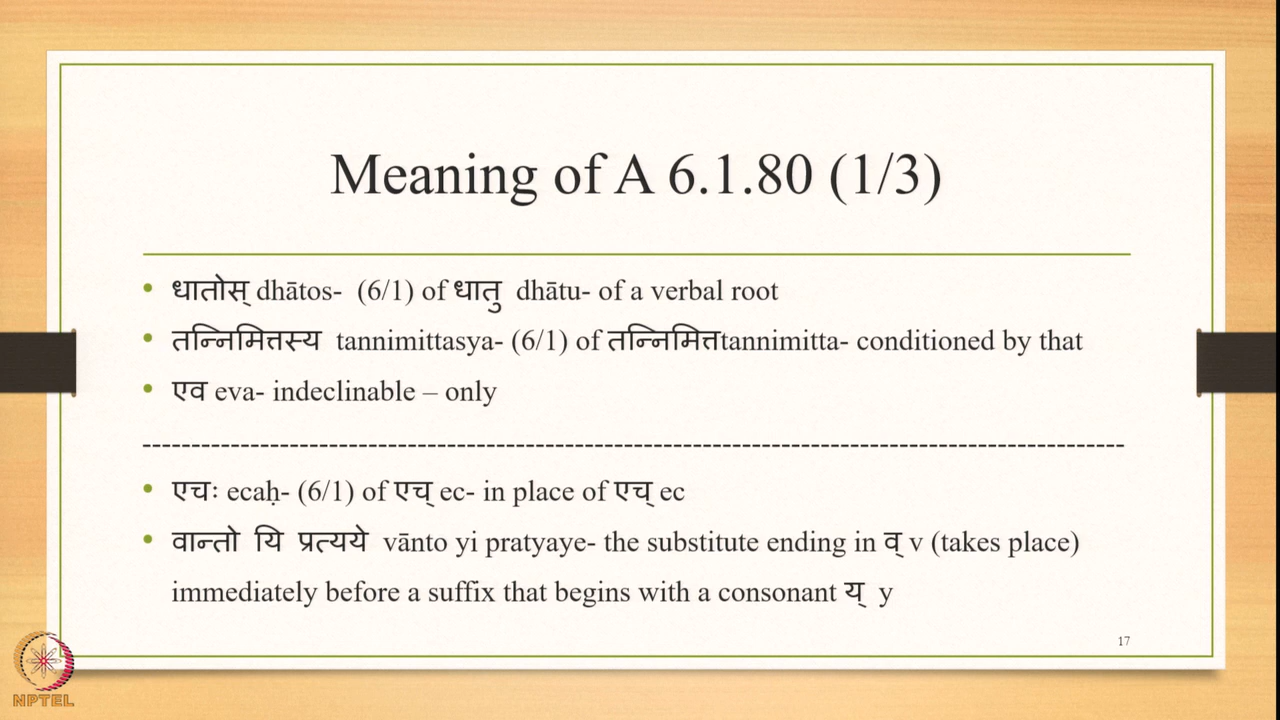 Meaning of A 6.1.80 (1/3)
• धातोस् dhātos- (6/1) of धातु dhātu- of a verbal root
• तन्निमित्तस्य tannimittasya- (6/1) of तन्निमित्तtannimitta- conditioned by that
• एव eva- indeclinable – only
--------------------------------------------------------------------------------------------------
• एचः ecaḥ- (6/1) of एच् ec- in place of एच् ec
• वान्तो यि प्रत्यये vānto yi pratyaye- the substitute ending in व् v (takes place)
immediately before a suffix that begins with a consonant य् y
17
NPTEL